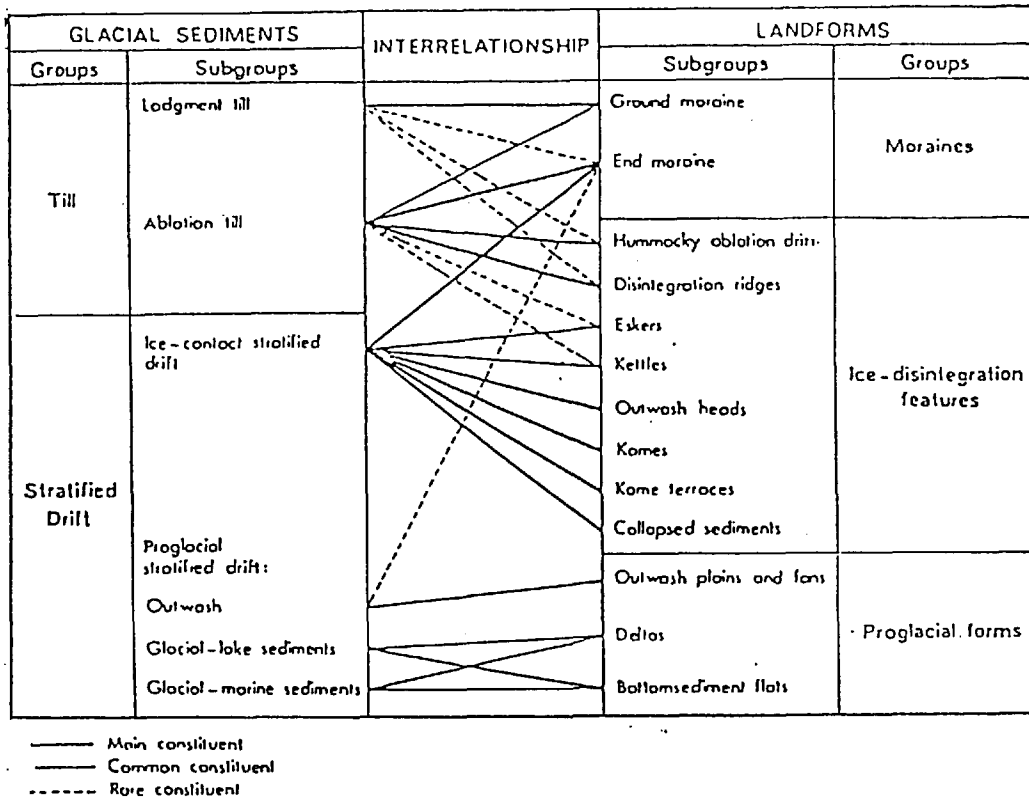 GLACIAL SEDIMENTS
INTERRELATIONSHIP
LANDFORMS
Groups
Subgroups
Subgroups
Groups
Lodgment till
Ground moraine
Moraines
End moraine
Till
Ablation till
Hummocky ablation drift
Disintegration ridges
Eskers
Ice-contact stratified
drift
Kettles
Ice-disintegration
features
Outwash heads
Kames
Stratified
Drift
Kame terraces
Collapsed sediments
Proglacial
stratified drift:
Outwash plains and fans
Outwash
Deltas
Proglacial forms
Glacial-lake sediments
Glacial-marine sediments
Bottomsediment flats
Main constituent
Common constituent
Rare constituent